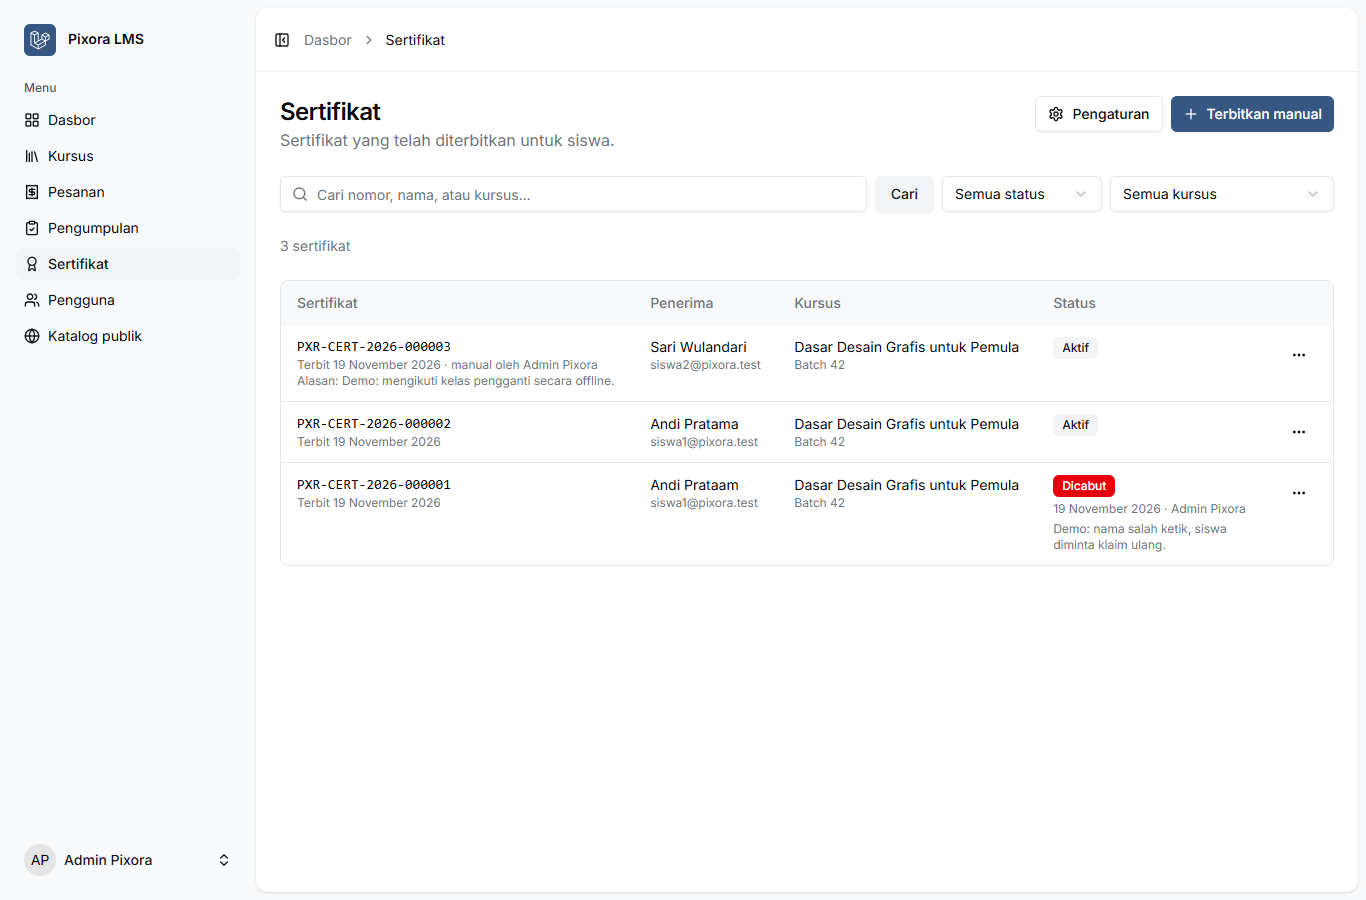 Pixora LMS
Menu
Dasbor
Kursus
Pesanan
Pengumpulan
Sertifikat
Pengguna
Katalog publik
AP Admin Pixora
Dasbor > Sertifikat
Sertifikat
Sertifikat yang telah diterbitkan untuk siswa.
Pengaturan
+ Terbitkan manual
Cari nomor, nama, atau kursus...
Cari
Semua status
Semua kursus
3 sertifikat
Sertifikat Penerima Kursus Status
PXR-CERT-2026-000003 Sari Wulandari Dasar Desain Grafis untuk Pemula Aktif
Terbit 19 November 2026 · manual oleh Admin Pixora siswa2@pixora.test Batch 42
Alasan: Demo: mengikuti kelas pengganti secara offline.
PXR-CERT-2026-000002 Andi Pratama Dasar Desain Grafis untuk Pemula Aktif
Terbit 19 November 2026 siswa1@pixora.test Batch 42
PXR-CERT-2026-000001 Andi Prataam Dasar Desain Grafis untuk Pemula Dicabut
Terbit 19 November 2026 siswa1@pixora.test Batch 42 19 November 2026 · Admin Pixora
Demo: nama salah ketik, siswa
diminta klaim ulang.